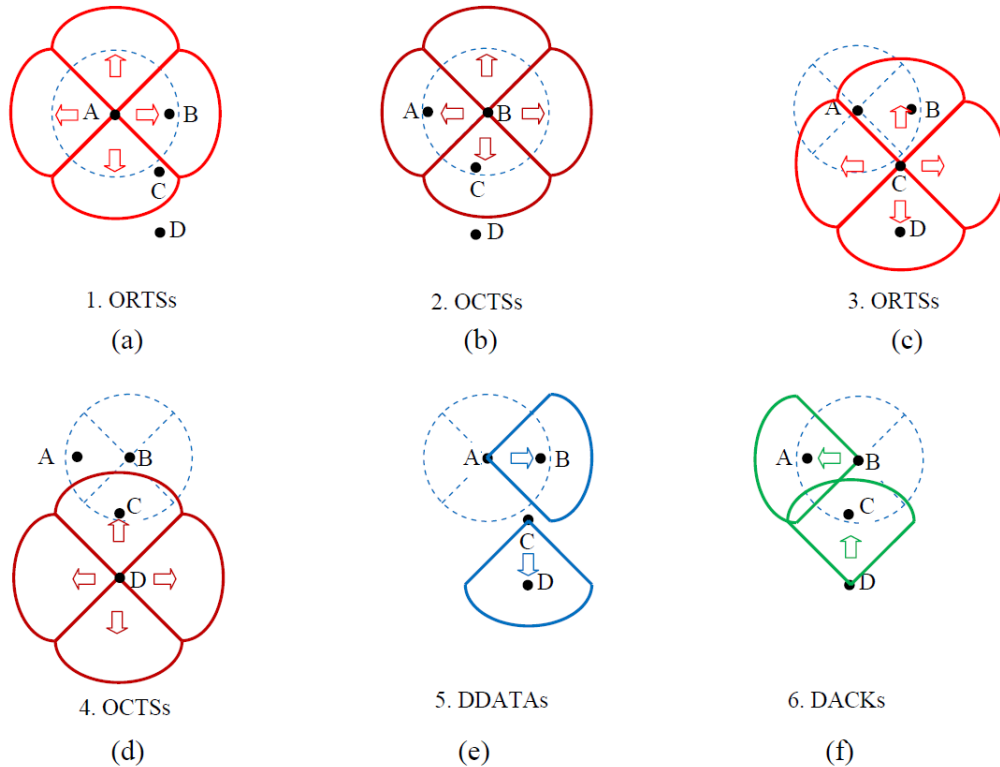 A
B
C
D
1. ORTSs
(a)
A
B
C
D
2. OCTSs
(b)
A
B
C
D
3. ORTSs
(c)
A
B
C
D
4. OCTSs
(d)
A
B
C
D
5. DDATAs
(e)
A
B
C
D
6. DACKs
(f)